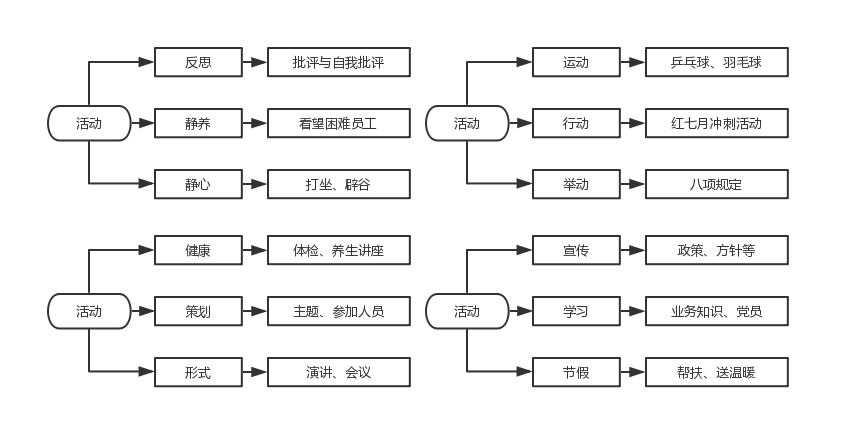 反思
批评与自我批评
活动
静养
看望困难员工
静心
打坐、辟谷
运动
乒乓球、羽毛球
活动
行动
红七月冲刺活动
举动
八项规定
健康
体检、养生讲座
活动
策划
主题、参加人员
形式
演讲、会议
宣传
政策、方针等
活动
学习
业务知识、党员
节假
帮扶、送温暖